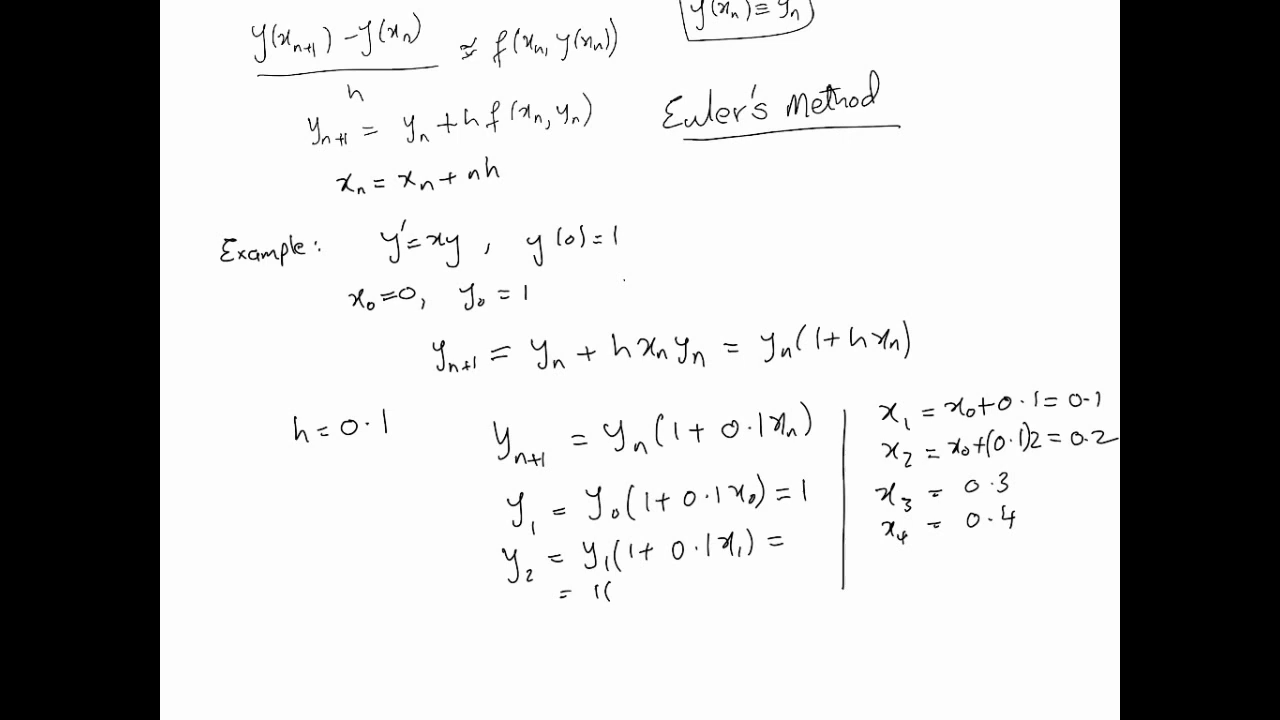 y(xₙ₊₁) - y(xₙ) / h ≈ f(xₙ, y(xₙ))
y(xₙ) ≡ yₙ
yₙ₊₁ = yₙ + h f(xₙ, yₙ)
Euler's Method
xₙ = xₙ + nh
Example: y' = xy , y(0) = 1
x₀ = 0, y₀ = 1
yₙ₊₁ = yₙ + h xₙ yₙ = yₙ(1 + h xₙ)
h = 0.1
yₙ₊₁ = yₙ(1 + 0.1xₙ)
y₁ = y₀(1 + 0.1x₀) = 1
y₂ = y₁(1 + 0.1x₁) =
= 1(
x₁ = x₀ + 0.1 = 0.1
x₂ = x₀ + (0.1)2 = 0.2
x₃ = 0.3
x₄ = 0.4